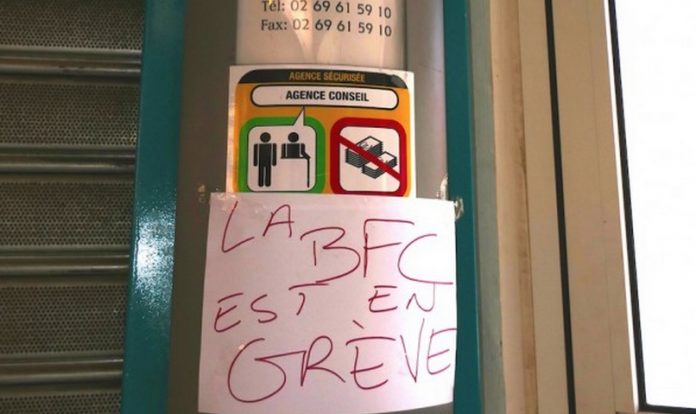 Tél: 02 69 61 59 10
Fax: 02 69 61 59 10
AGENCE SÉCURISÉE
AGENCE CONSEIL
LA BFC
EST EN
GRÈVE